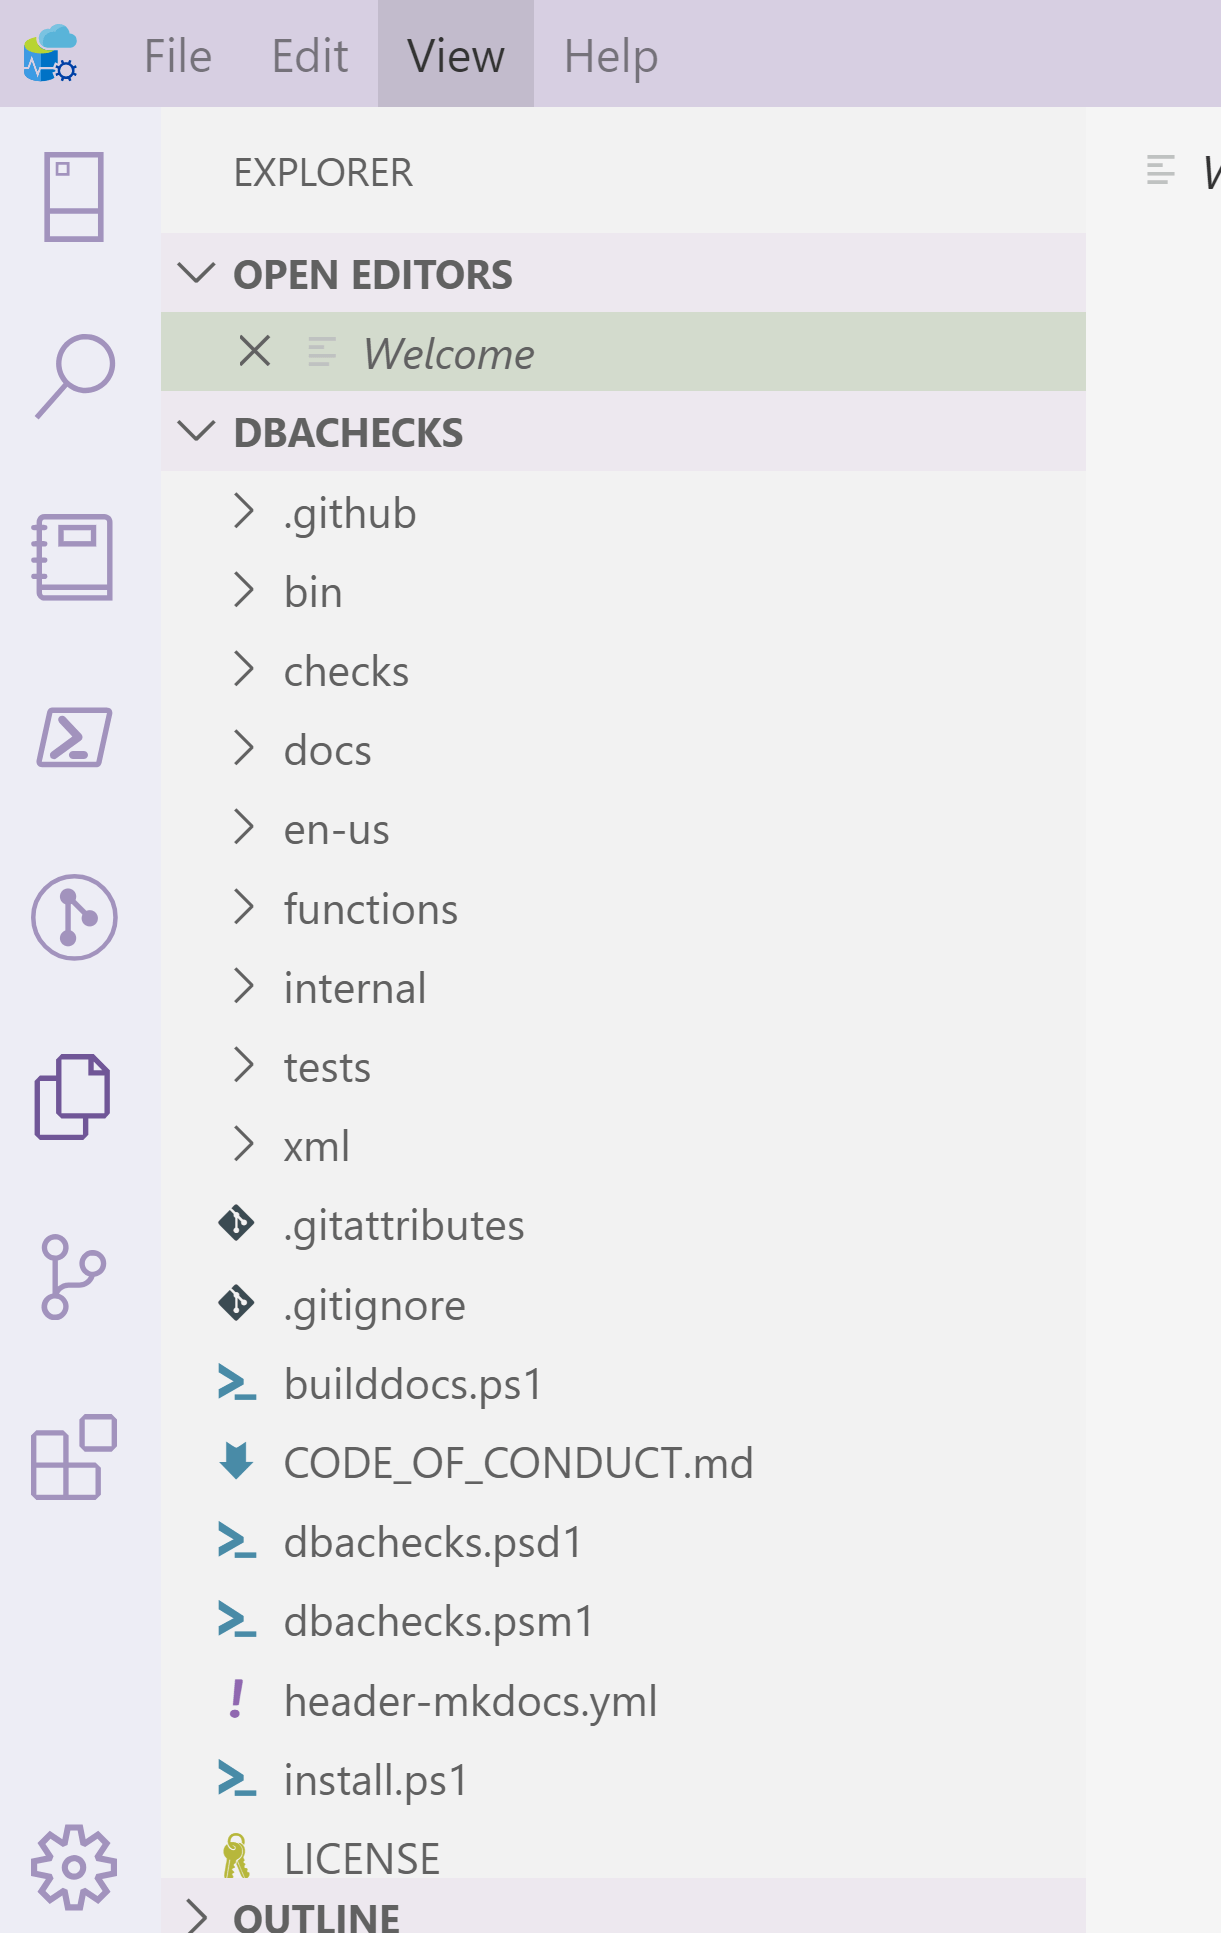 File Edit View Help
EXPLORER
OPEN EDITORS
Welcome
DBACHECKS
.github
bin
checks
docs
en-us
functions
internal
tests
xml
.gitattributes
.gitignore
builddocs.ps1
CODE_OF_CONDUCT.md
dbachecks.psd1
dbachecks.psm1
header-mkdocs.yml
install.ps1
LICENSE
OUTLINE